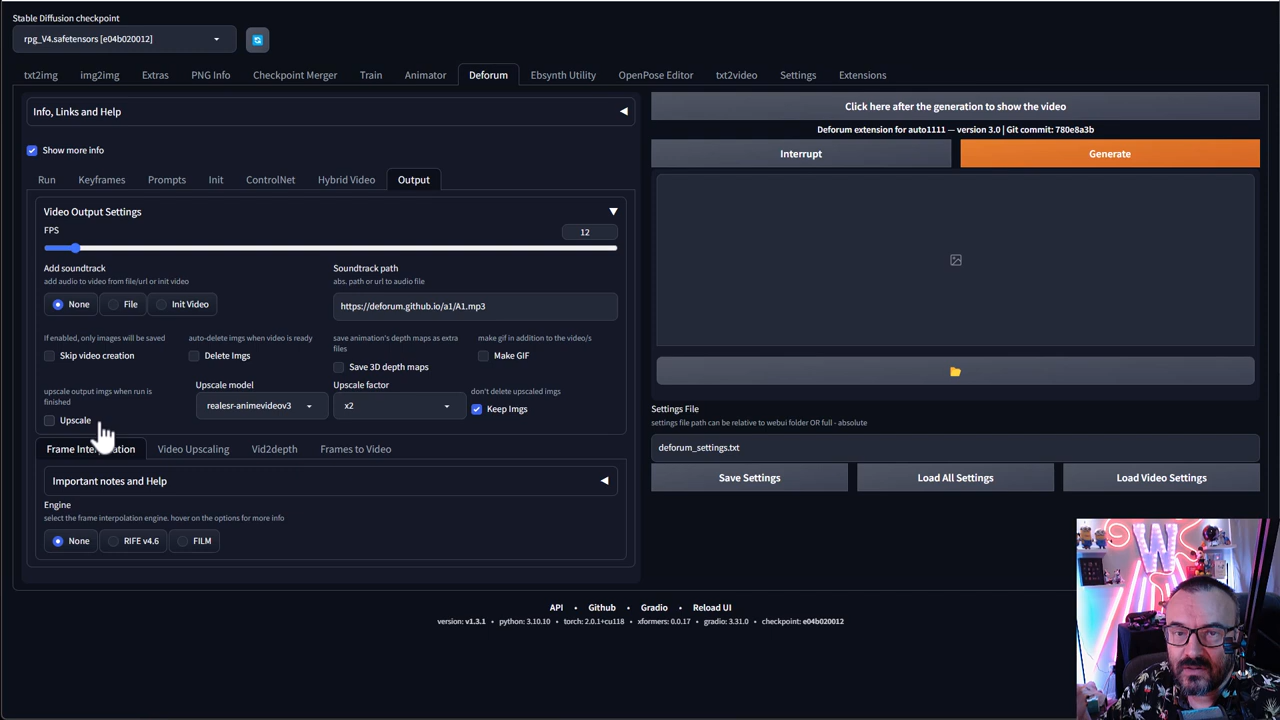 Stable Diffusion checkpoint
rpg_V4.safetensors [e04b020012]
txt2img img2img Extras PNG Info Checkpoint Merger Train Animator Deforum Ebsynth Utility OpenPose Editor txt2video Settings Extensions
Info, Links and Help
Click here after the generation to show the video
Deforum extension for auto1111 — version 3.0 | Git commit: 780e8a3b
Show more info
Interrupt Generate
Run Keyframes Prompts Init ControlNet Hybrid Video Output
Video Output Settings
FPS 12
Add soundtrack
add audio to video from file/url or init video
None File Init Video
Soundtrack path
abs. path or url to audio file
https://deforum.github.io/a1/A1.mp3
If enabled, only images will be saved
Skip video creation
auto-delete imgs when video is ready
Delete Imgs
save animation's depth maps as extra
files
Save 3D depth maps
make gif in addition to the video/s
Make GIF
upscale output imgs when run is
finished
Upscale
Upscale model
realesr-animevideov3
Upscale factor
x2
don't delete upscaled imgs
Keep Imgs
Frame Interpolation Video Upscaling Vid2depth Frames to Video
Important notes and Help
Engine
select the frame interpolation engine. hover on the options for more info
None RIFE v4.6 FILM
Settings File
settings file path can be relative to webui folder OR full - absolute
deforum_settings.txt
Save Settings Load All Settings Load Video Settings
API • Github • Gradio • Reload UI
version: v1.3.1 • python: 3.10.10 • torch: 2.0.1+cu118 • xformers: 0.0.17 • gradio: 3.31.0 • checkpoint: e04b020012
W